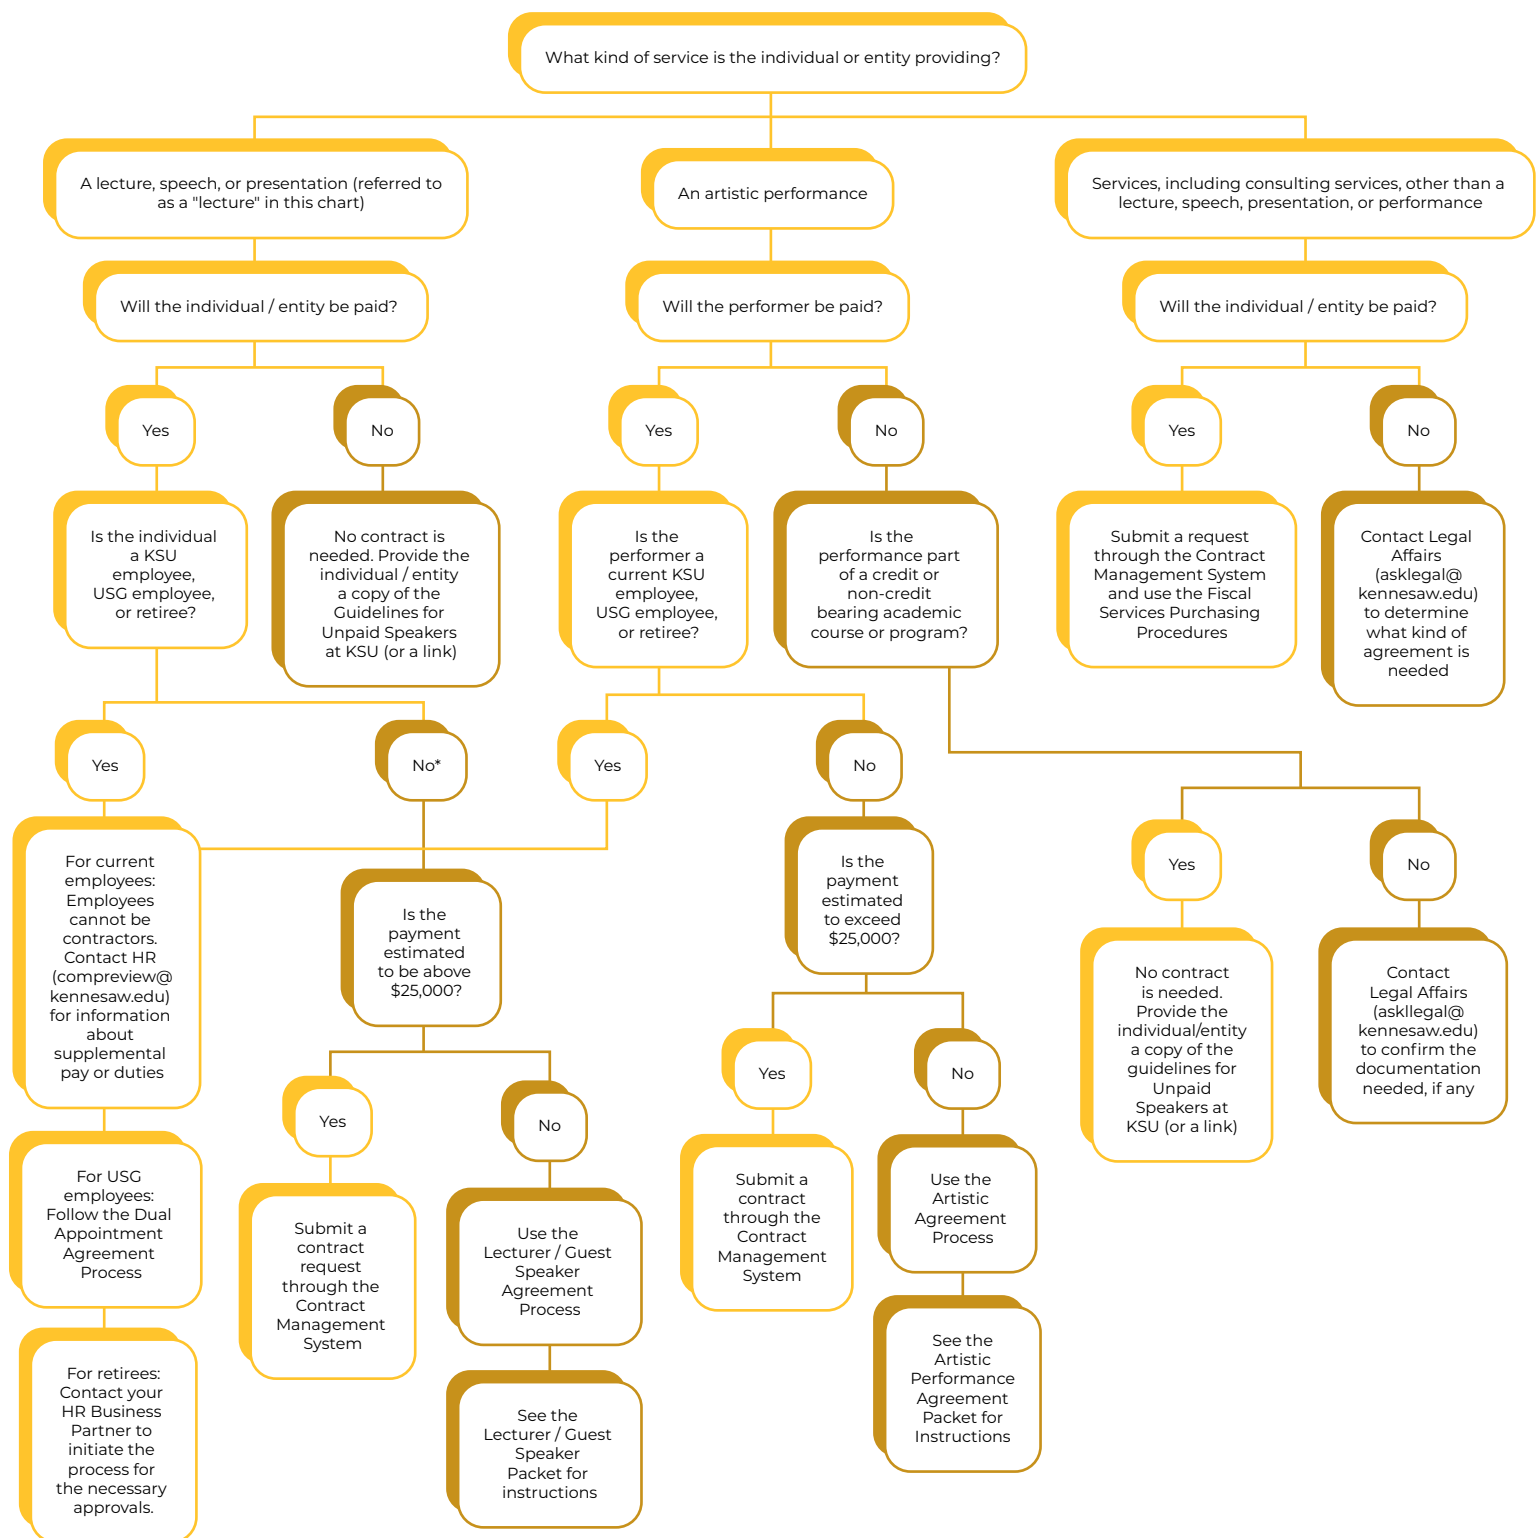 What kind of service is the individual or entity providing?
A lecture, speech, or presentation (referred to
as a "lecture" in this chart)
An artistic performance
Services, including consulting services, other than a
lecture, speech, presentation, or performance
Will the individual / entity be paid?
Will the performer be paid?
Will the individual / entity be paid?
Yes
No
Yes
No
Yes
No
Is the individual
a KSU
employee,
USG employee,
or retiree?
No contract is
needed. Provide the
individual / entity
a copy of the
Guidelines for
Unpaid Speakers
at KSU (or a link)
Is the
performer a
current KSU
employee,
USG employee,
or retiree?
Is the
performance part
of a credit or
non-credit
bearing academic
course or program?
Submit a request
through the Contract
Management System
and use the Fiscal
Services Purchasing
Procedures
Contact Legal
Affairs
(asklegal@
kennesaw.edu)
to determine
what kind of
agreement is
needed
Yes
No*
Yes
No
Yes
No
For current
employees:
Employees
cannot be
contractors.
Contact HR
(compreview@
kennesaw.edu)
for information
about
supplemental
pay or duties
Is the
payment
estimated
to be above
$25,000?
Is the
payment
estimated
to exceed
$25,000?
No contract
is needed.
Provide the
individual/entity
a copy of the
guidelines for
Unpaid
Speakers at
KSU (or a link)
Contact
Legal Affairs
(askllegal@
kennesaw.edu)
to confirm the
documentation
needed, if any
Yes
No
Yes
No
For USG
employees:
Follow the Dual
Appointment
Agreement
Process
Submit a
contract
request
through the
Contract
Management
System
Use the
Lecturer / Guest
Speaker
Agreement
Process
Submit a
contract
through the
Contract
Management
System
Use the
Artistic
Agreement
Process
For retirees:
Contact your
HR Business
Partner to
initiate the
process for
the necessary
approvals.
See the
Lecturer / Guest
Speaker
Packet for
instructions
See the
Artistic
Performance
Agreement
Packet for
Instructions